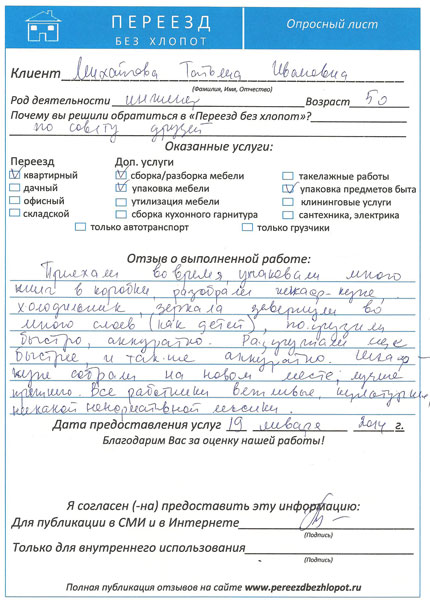 ПЕРЕЕЗД
БЕЗ ХЛОПОТ
Опросный лист
Клиент Михайлова Татьяна Ивановна
(Фамилия, Имя, Отчество)
Род деятельности инженер Возраст 50
Почему вы решили обратиться в «Переезд без хлопот»?
по совету друзей
Оказанные услуги:
Переезд Доп. услуги
квартирный сборка/разборка мебели такелажные работы
дачный упаковка мебели упаковка предметов быта
офисный утилизация мебели клининговые услуги
складской сборка кухонного гарнитура сантехника, электрика
только автотранспорт только грузчики
Отзыв о выполненной работе:
Приехали вовремя, упаковали много
книг в коробки, разобрали шкаф-купе,
холодильник, зеркала завернули во
много слоев (как детей), погрузили
быстро, аккуратно. Разгрузили еще
быстрее и так-же аккуратно. Шкаф-
купе собрали на новом месте, лучше
прежнего. Все работники вежливые, культурные,
никакой ненормативной лексики.
Дата предоставления услуг 19 января 2014 г.
Благодарим Вас за оценку нашей работы!
Я согласен (-на) предоставить эту информацию:
Для публикации в СМИ и в Интернете
(Подпись)
Только для внутреннего использования
(Подпись)
Полная публикация отзывов на сайте www.pereezdbezhlopot.ru